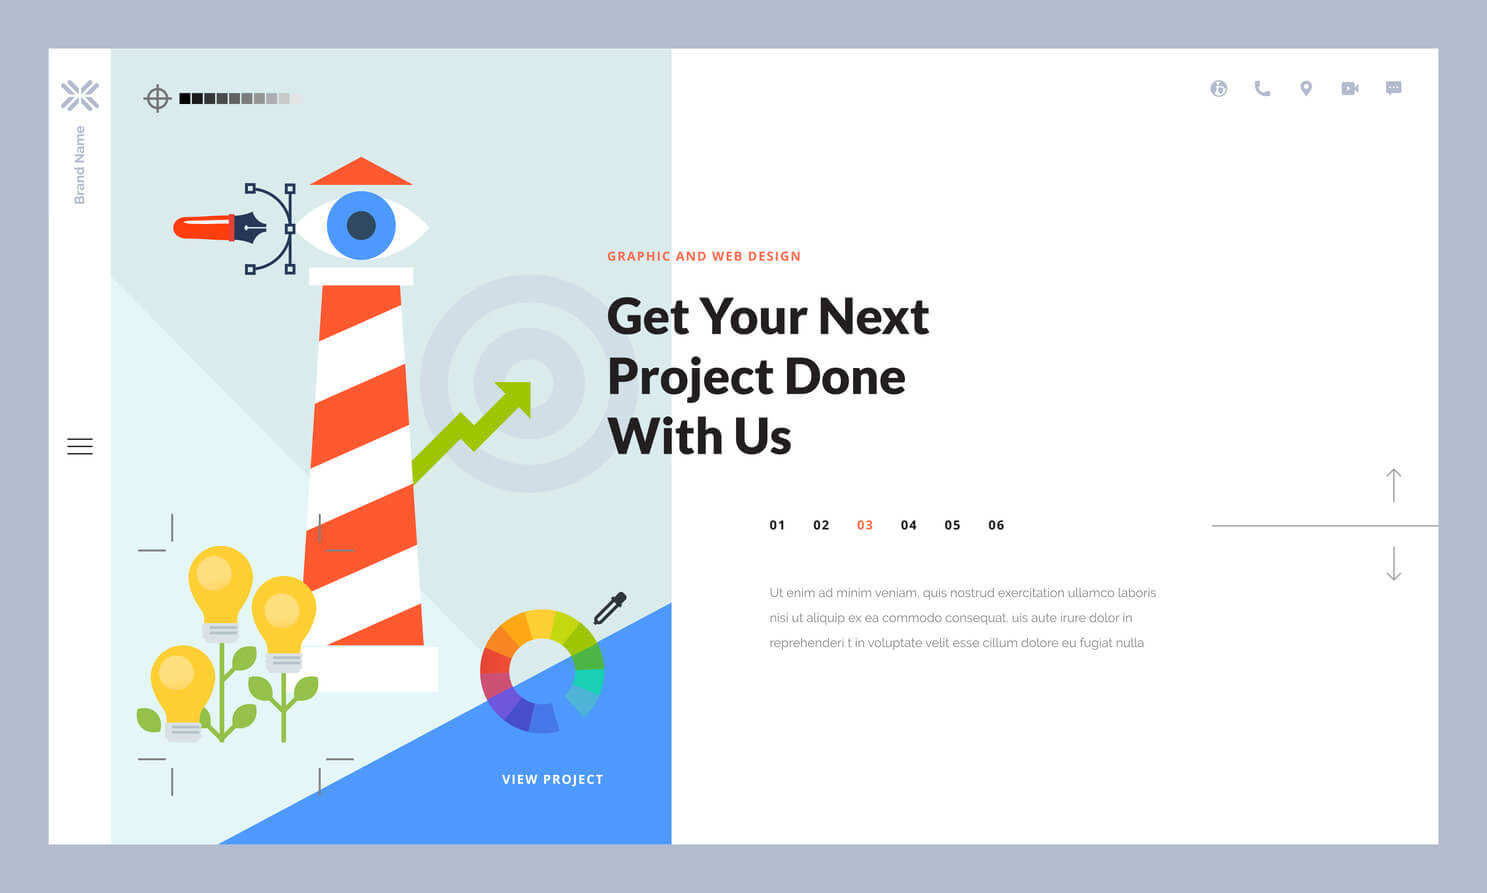 Brand Name
GRAPHIC AND WEB DESIGN
Get Your Next
Project Done
With Us
01 02 03 04 05 06
Ut enim ad minim veniam, quis nostrud exercitation ullamco laboris
nisi ut aliquip ex ea commodo consequat. uis aute irure dolor in
reprehenderi t in voluptate velit esse cillum dolore eu fugiat nulla
VIEW PROJECT